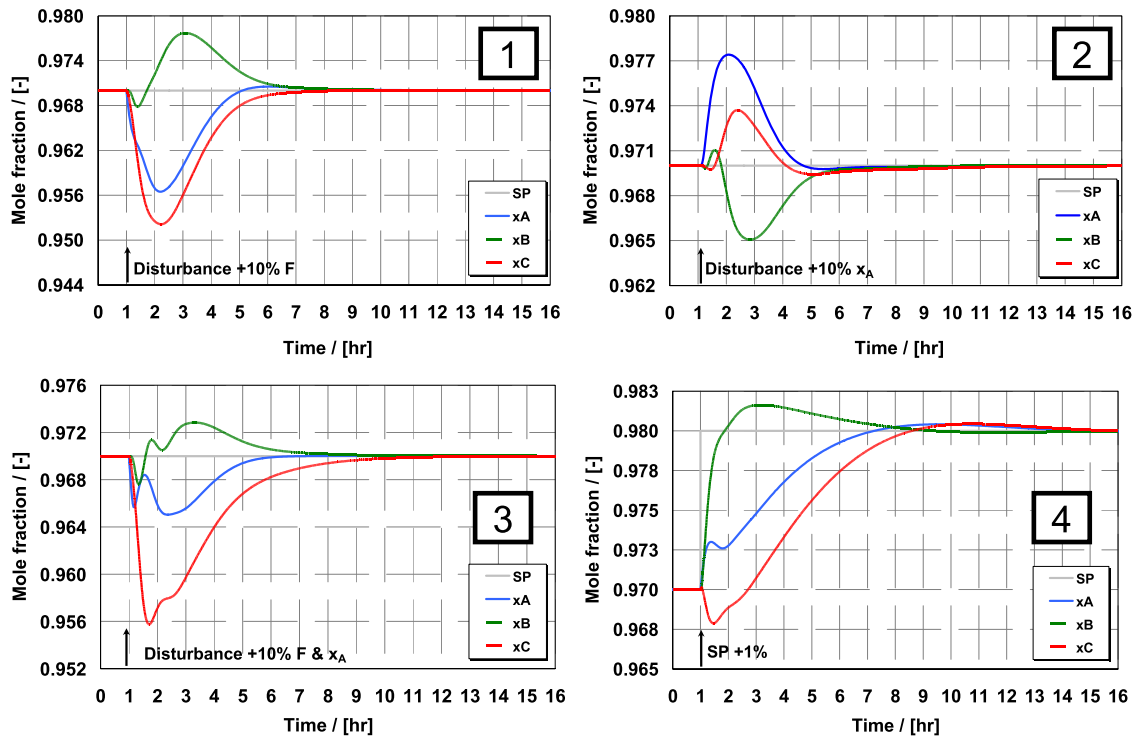 0.980
0.974
0.968
0.962
0.956
0.950
0.944
Mole fraction / [-]
1
SP
xA
xB
xC
Disturbance +10% F
0 1 2 3 4 5 6 7 8 9 10 11 12 13 14 15 16
Time / [hr]
0.980
0.977
0.974
0.971
0.968
0.965
0.962
Mole fraction / [-]
2
SP
xA
xB
xC
Disturbance +10% xA
0 1 2 3 4 5 6 7 8 9 10 11 12 13 14 15 16
Time / [hr]
0.976
0.972
0.968
0.964
0.960
0.956
0.952
Mole fraction / [-]
3
SP
xA
xB
xC
Disturbance +10% F & xA
0 1 2 3 4 5 6 7 8 9 10 11 12 13 14 15 16
Time / [hr]
0.983
0.980
0.978
0.975
0.973
0.970
0.968
0.965
Mole fraction / [-]
4
SP
xA
xB
xC
SP +1%
0 1 2 3 4 5 6 7 8 9 10 11 12 13 14 15 16
Time / [hr]